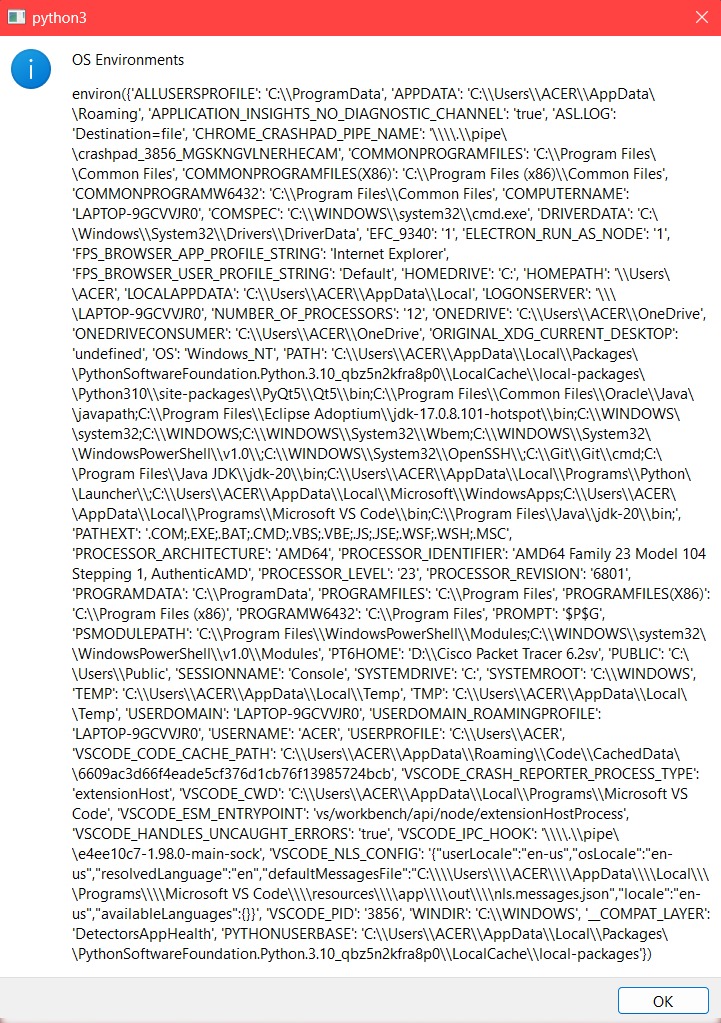 python3
OS Environments
environ({'ALLUSERSPROFILE': 'C:\\ProgramData', 'APPDATA': 'C:\\Users\\ACER\\AppData\
\Roaming', 'APPLICATION_INSIGHTS_NO_DIAGNOSTIC_CHANNEL': 'true', 'ASL.LOG':
'Destination=file', 'CHROME_CRASHPAD_PIPE_NAME': '\\\\.\\pipe\
\crashpad_3856_MGSKNGVLNERHECAM', 'COMMONPROGRAMFILES': 'C:\\Program Files\
\Common Files', 'COMMONPROGRAMFILES(X86)': 'C:\\Program Files (x86)\\Common Files',
'COMMONPROGRAMW6432': 'C:\\Program Files\\Common Files', 'COMPUTERNAME':
'LAPTOP-9GCVVJR0', 'COMSPEC': 'C:\\WINDOWS\\system32\\cmd.exe', 'DRIVERDATA': 'C:\
\Windows\\System32\\Drivers\\DriverData', 'EFC_9340': '1', 'ELECTRON_RUN_AS_NODE': '1',
'FPS_BROWSER_APP_PROFILE_STRING': 'Internet Explorer',
'FPS_BROWSER_USER_PROFILE_STRING': 'Default', 'HOMEDRIVE': 'C:', 'HOMEPATH': '\\Users\
\ACER', 'LOCALAPPDATA': 'C:\\Users\\ACER\\AppData\\Local', 'LOGONSERVER': '\\\
\LAPTOP-9GCVVJR0', 'NUMBER_OF_PROCESSORS': '12', 'ONEDRIVE': 'C:\\Users\\ACER\\OneDrive',
'ONEDRIVECONSUMER': 'C:\\Users\\ACER\\OneDrive', 'ORIGINAL_XDG_CURRENT_DESKTOP':
'undefined', 'OS': 'Windows_NT', 'PATH': 'C:\\Users\\ACER\\AppData\\Local\\Packages\
\PythonSoftwareFoundation.Python.3.10_qbz5n2kfra8p0\\LocalCache\\local-packages\
\Python310\\site-packages\\PyQt5\\Qt5\\bin;C:\\Program Files\\Common Files\\Oracle\\Java\
\javapath;C:\\Program Files\\Eclipse Adoptium\\jdk-17.0.8.101-hotspot\\bin;C:\\WINDOWS\
\system32;C:\\WINDOWS;C:\\WINDOWS\\System32\\Wbem;C:\\WINDOWS\\System32\
\WindowsPowerShell\\v1.0\\;C:\\WINDOWS\\System32\\OpenSSH\\;C:\\Git\\Git\\cmd;C:\
\Program Files\\Java JDK\\jdk-20\\bin;C:\\Users\\ACER\\AppData\\Local\\Programs\\Python\
\Launcher\\;C:\\Users\\ACER\\AppData\\Local\\Microsoft\\WindowsApps;C:\\Users\\ACER\
\AppData\\Local\\Programs\\Microsoft VS Code\\bin;C:\\Program Files\\Java\\jdk-20\\bin;',
'PATHEXT': '.COM;.EXE;.BAT;.CMD;.VBS;.VBE;.JS;.JSE;.WSF;.WSH;.MSC',
'PROCESSOR_ARCHITECTURE': 'AMD64', 'PROCESSOR_IDENTIFIER': 'AMD64 Family 23 Model 104
Stepping 1, AuthenticAMD', 'PROCESSOR_LEVEL': '23', 'PROCESSOR_REVISION': '6801',
'PROGRAMDATA': 'C:\\ProgramData', 'PROGRAMFILES': 'C:\\Program Files', 'PROGRAMFILES(X86)':
'C:\\Program Files (x86)', 'PROGRAMW6432': 'C:\\Program Files', 'PROMPT': '$P$G',
'PSMODULEPATH': 'C:\\Program Files\\WindowsPowerShell\\Modules;C:\\WINDOWS\\system32\
\WindowsPowerShell\\v1.0\\Modules', 'PT6HOME': 'D:\\Cisco Packet Tracer 6.2sv', 'PUBLIC': 'C:\
\Users\\Public', 'SESSIONNAME': 'Console', 'SYSTEMDRIVE': 'C:', 'SYSTEMROOT': 'C:\\WINDOWS',
'TEMP': 'C:\\Users\\ACER\\AppData\\Local\\Temp', 'TMP': 'C:\\Users\\ACER\\AppData\\Local\
\Temp', 'USERDOMAIN': 'LAPTOP-9GCVVJR0', 'USERDOMAIN_ROAMINGPROFILE':
'LAPTOP-9GCVVJR0', 'USERNAME': 'ACER', 'USERPROFILE': 'C:\\Users\\ACER',
'VSCODE_CODE_CACHE_PATH': 'C:\\Users\\ACER\\AppData\\Roaming\\Code\\CachedData\
\6609ac3d66f4eade5cf376d1cb76f13985724bcb', 'VSCODE_CRASH_REPORTER_PROCESS_TYPE':
'extensionHost', 'VSCODE_CWD': 'C:\\Users\\ACER\\AppData\\Local\\Programs\\Microsoft VS
Code', 'VSCODE_ESM_ENTRYPOINT': 'vs/workbench/api/node/extensionHostProcess',
'VSCODE_HANDLES_UNCAUGHT_ERRORS': 'true', 'VSCODE_IPC_HOOK': '\\\\.\\pipe\
\e4ee10c7-1.98.0-main-sock', 'VSCODE_NLS_CONFIG': '{"userLocale":"en-us","osLocale":"en-
us","resolvedLanguage":"en","defaultMessagesFile":"C:\\\\Users\\\\ACER\\\\AppData\\\\Local\\\
\Programs\\\\Microsoft VS Code\\\\resources\\\\app\\\\out\\\\nls.messages.json","locale":"en-
us","availableLanguages":{}}', 'VSCODE_PID': '3856', 'WINDIR': 'C:\\WINDOWS', '__COMPAT_LAYER':
'DetectorsAppHealth', 'PYTHONUSERBASE': 'C:\\Users\\ACER\\AppData\\Local\\Packages\
\PythonSoftwareFoundation.Python.3.10_qbz5n2kfra8p0\\LocalCache\\local-packages'})
OK